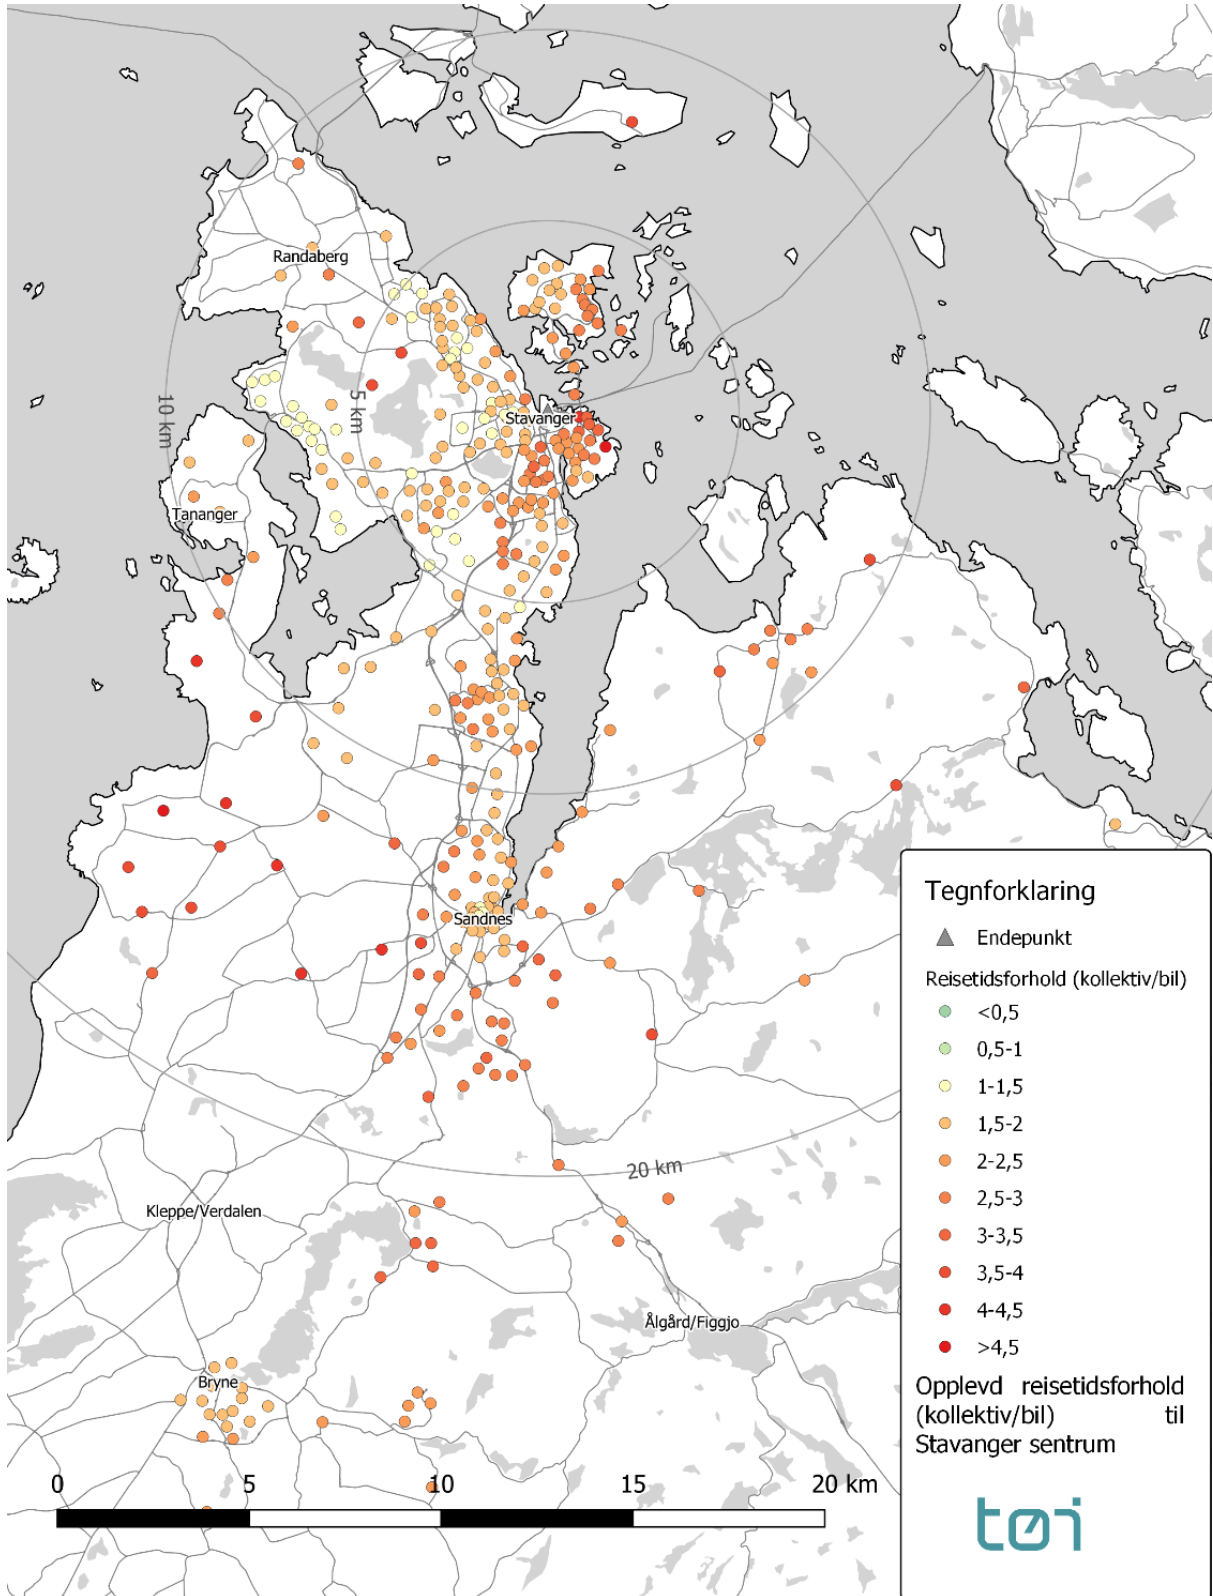 Randaberg
10 km
5 km
Stavanger
Tananger
Sandnes
20 km
Kleppe/Verdalen
Ålgård/Figgjo
Bryne
0 5 10 15 20 km
Tegnforklaring
Endepunkt
Reisetidsforhold (kollektiv/bil)
<0,5
0,5-1
1-1,5
1,5-2
2-2,5
2,5-3
3-3,5
3,5-4
4-4,5
>4,5
Opplevd reisetidsforhold
(kollektiv/bil) til
Stavanger sentrum
tøi